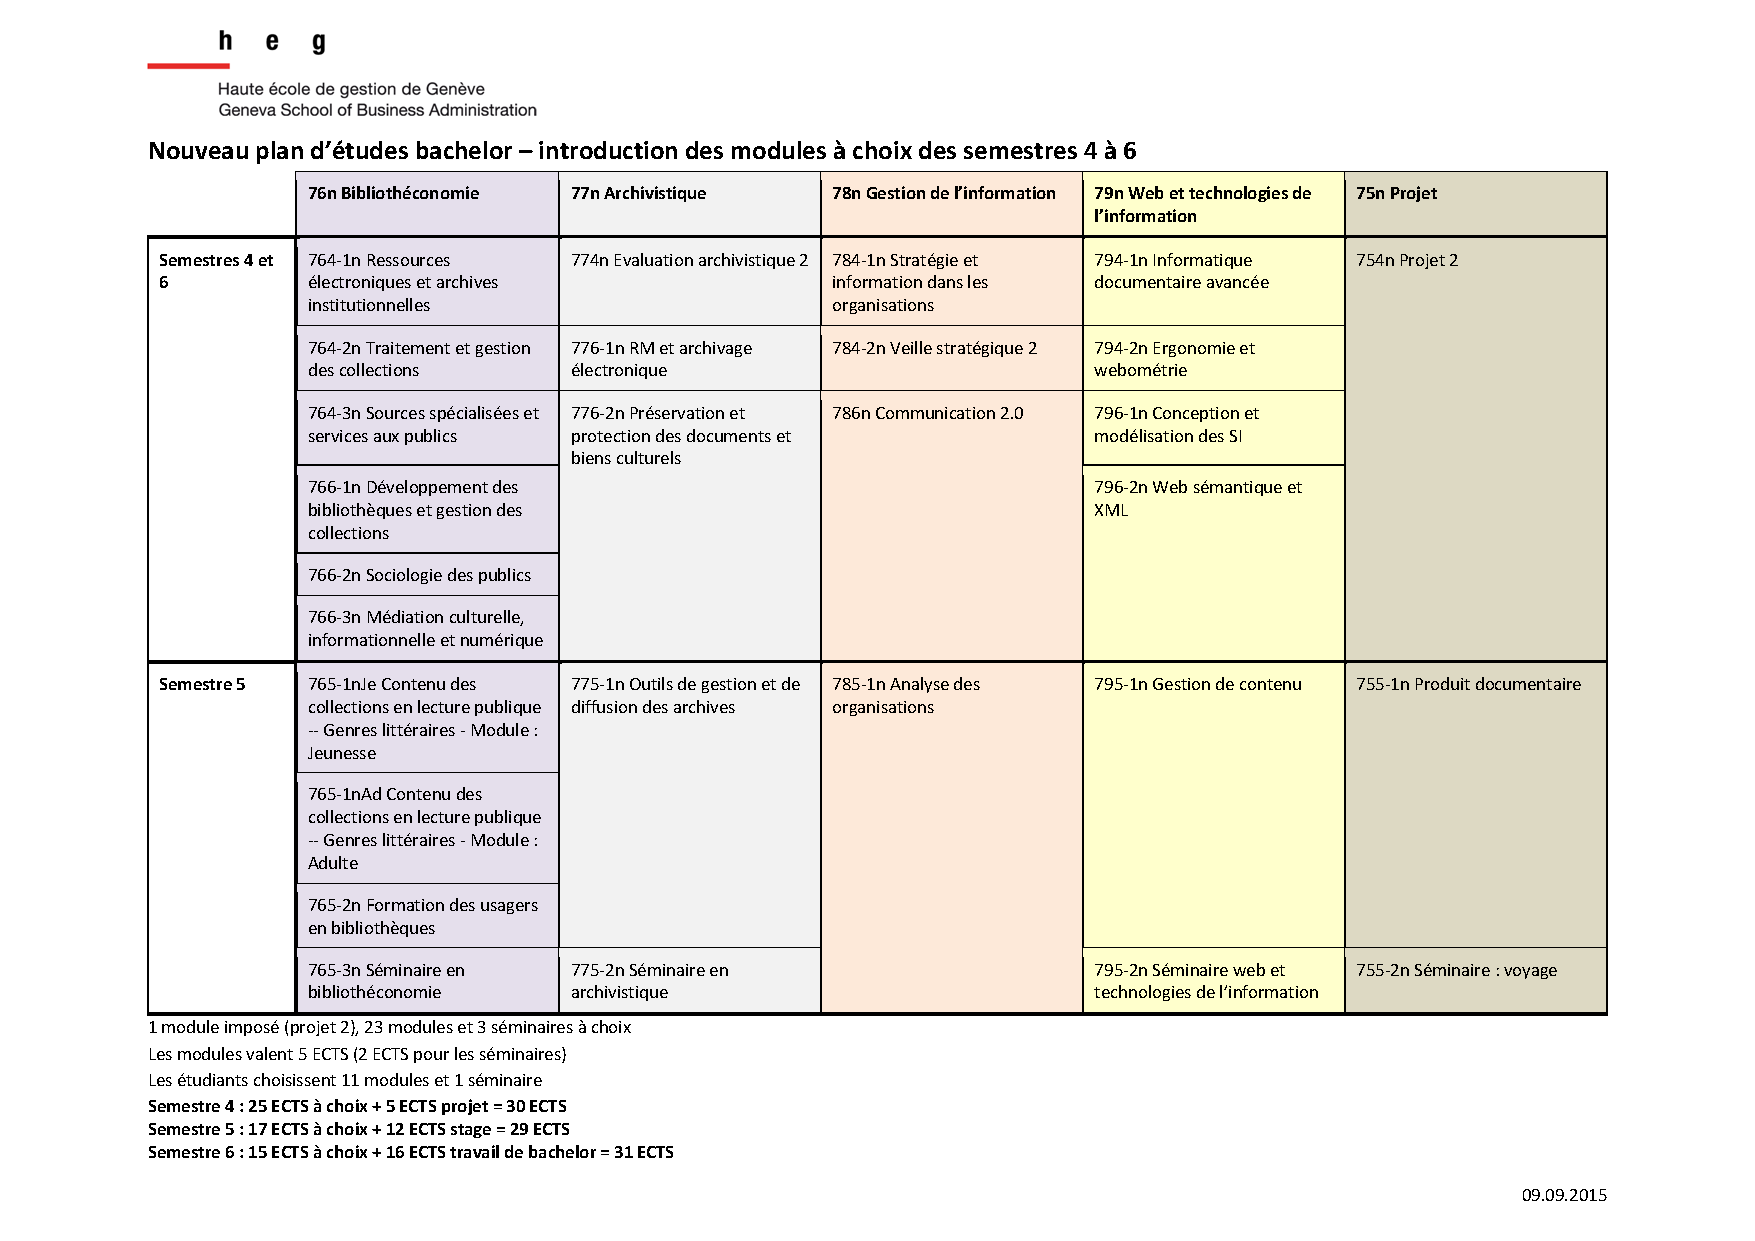 h e g
Haute école de gestion de Genève
Geneva School of Business Administration
Nouveau plan d’études bachelor – introduction des modules à choix des semestres 4 à 6
76n Bibliothéconomie
77n Archivistique
78n Gestion de l’information
79n Web et technologies de
l’information
75n Projet
Semestres 4 et
6
764-1n Ressources
électroniques et archives
institutionnelles
774n Evaluation archivistique 2
784-1n Stratégie et
information dans les
organisations
794-1n Informatique
documentaire avancée
754n Projet 2
764-2n Traitement et gestion
des collections
776-1n RM et archivage
électronique
784-2n Veille stratégique 2
794-2n Ergonomie et
webométrie
764-3n Sources spécialisées et
services aux publics
776-2n Préservation et
protection des documents et
biens culturels
786n Communication 2.0
796-1n Conception et
modélisation des SI
766-1n Développement des
bibliothèques et gestion des
collections
796-2n Web sémantique et
XML
766-2n Sociologie des publics
766-3n Médiation culturelle,
informationnelle et numérique
Semestre 5
765-1nJe Contenu des
collections en lecture publique
-- Genres littéraires - Module :
Jeunesse
775-1n Outils de gestion et de
diffusion des archives
785-1n Analyse des
organisations
795-1n Gestion de contenu
755-1n Produit documentaire
765-1nAd Contenu des
collections en lecture publique
-- Genres littéraires - Module :
Adulte
765-2n Formation des usagers
en bibliothèques
765-3n Séminaire en
bibliothéconomie
775-2n Séminaire en
archivistique
795-2n Séminaire web et
technologies de l’information
755-2n Séminaire : voyage
1 module imposé (projet 2), 23 modules et 3 séminaires à choix
Les modules valent 5 ECTS (2 ECTS pour les séminaires)
Les étudiants choisissent 11 modules et 1 séminaire
Semestre 4 : 25 ECTS à choix + 5 ECTS projet = 30 ECTS
Semestre 5 : 17 ECTS à choix + 12 ECTS stage = 29 ECTS
Semestre 6 : 15 ECTS à choix + 16 ECTS travail de bachelor = 31 ECTS
09.09.2015